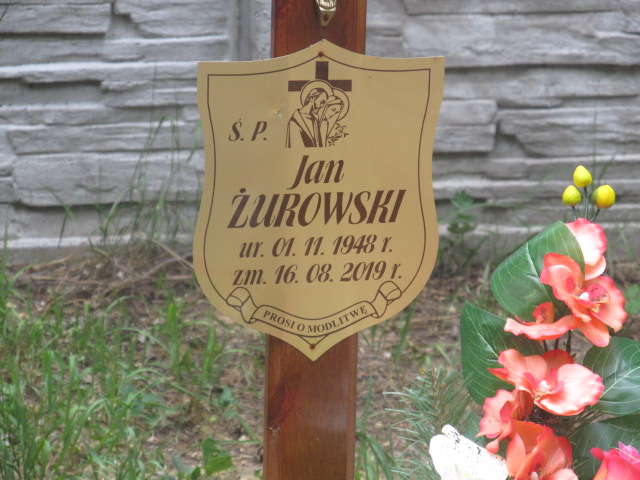 Ś. P.
Jan
ŻUROWSKI
ur. 01. 11. 1948 r.
zm. 16. 08. 2019 r.
PROSI O MODLITWĘ